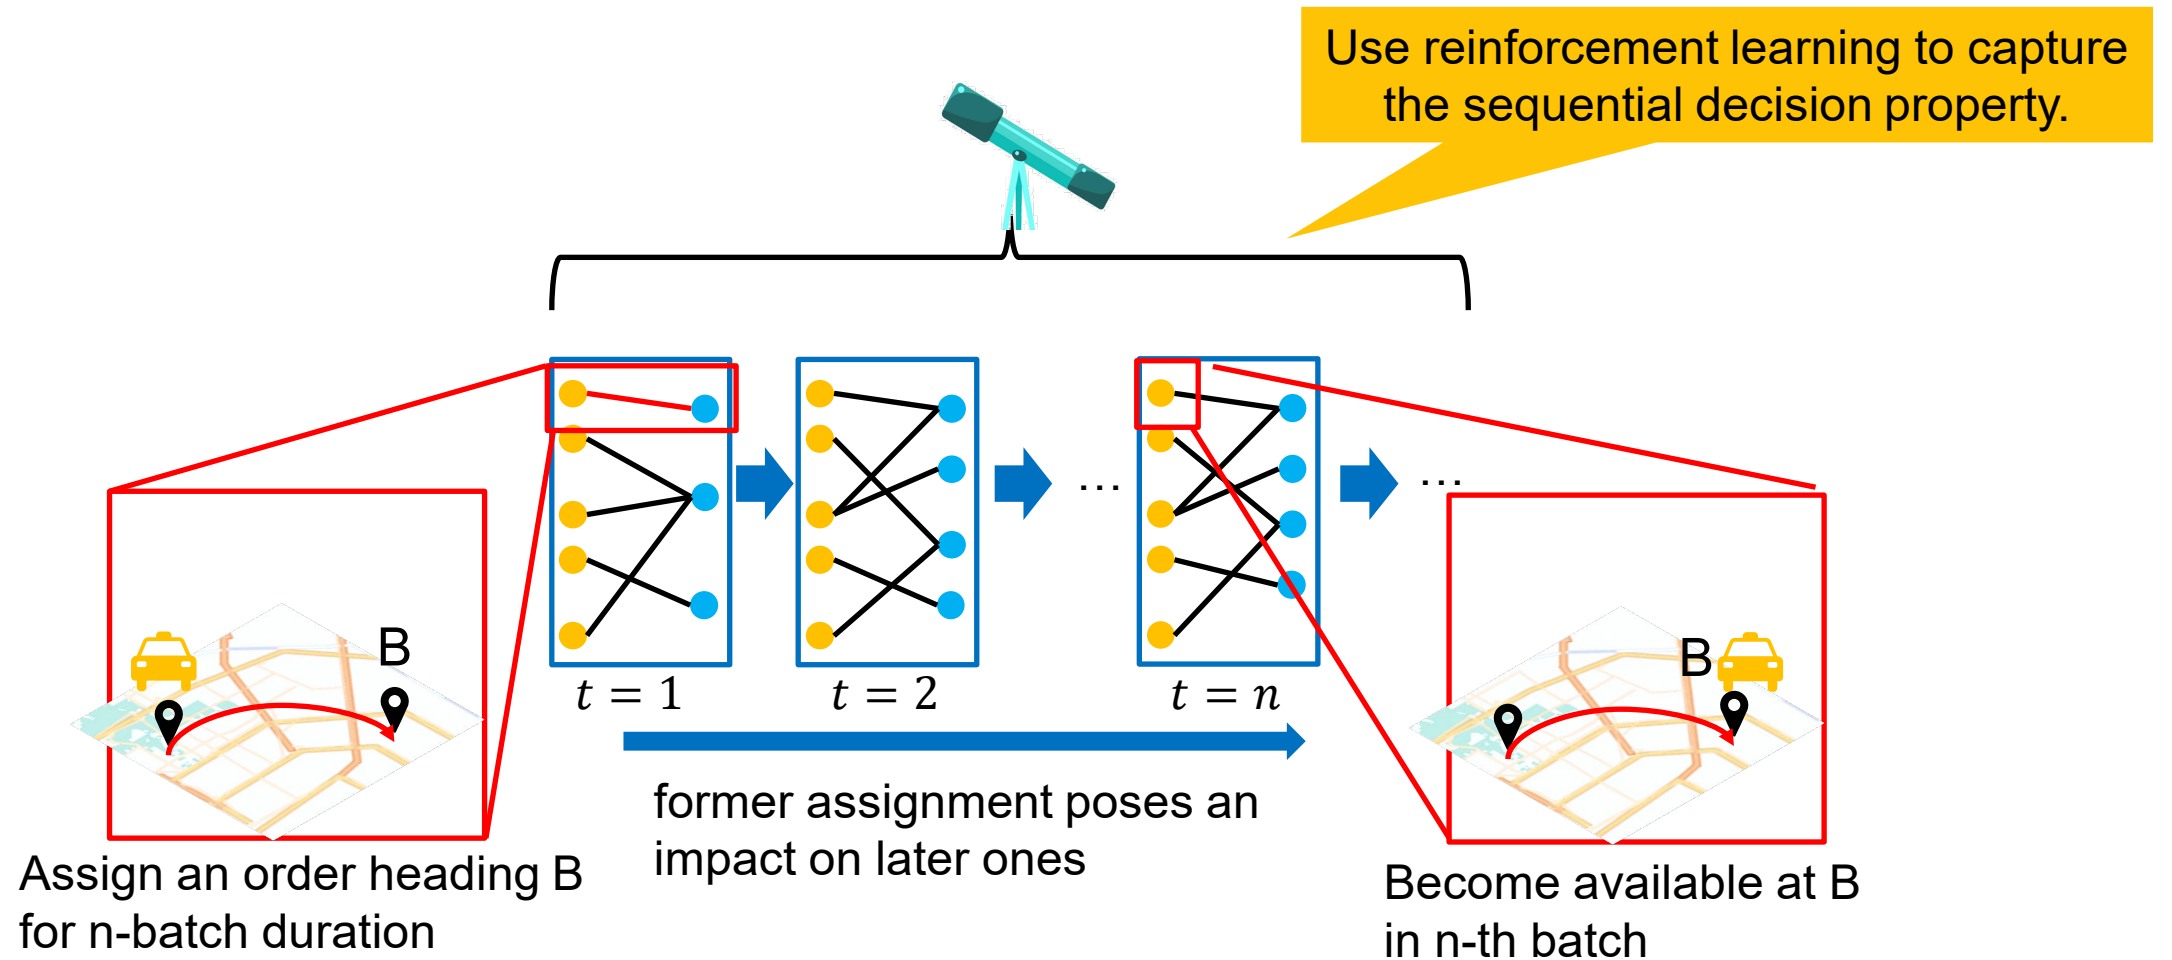 Use reinforcement learning to capture
the sequential decision property.
...
...
B
B
t = 1
t = 2
t = n
former assignment poses an
impact on later ones
Assign an order heading B
for n-batch duration
Become available at B
in n-th batch